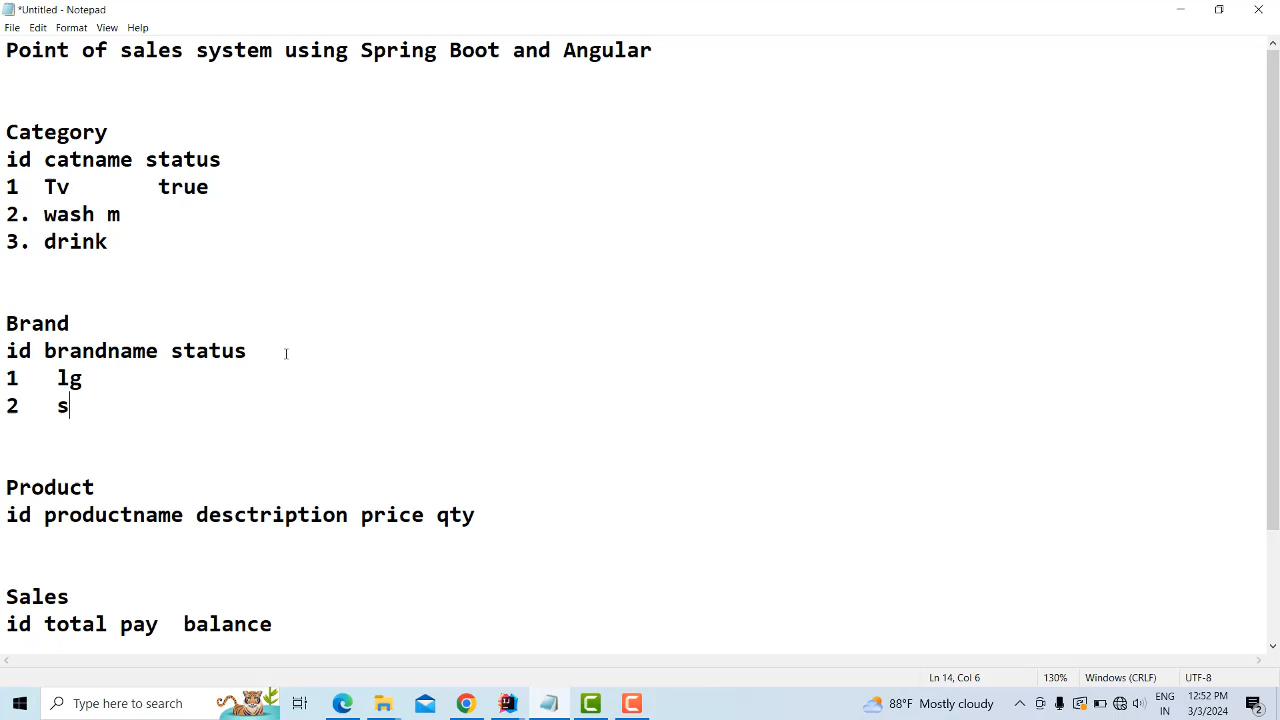 *Untitled - Notepad
File Edit Format View Help
Point of sales system using Spring Boot and Angular
Category
id catname status
1 Tv true
2. wash m
3. drink
Brand
id brandname status
1 lg
2 s
Product
id productname desctription price qty
Sales
id total pay balance
Ln 14, Col 6 130% Windows (CRLF) UTF-8
Type here to search 88°F Mostly cloudy ENG IN 12:52 PM 3/3/2024 2